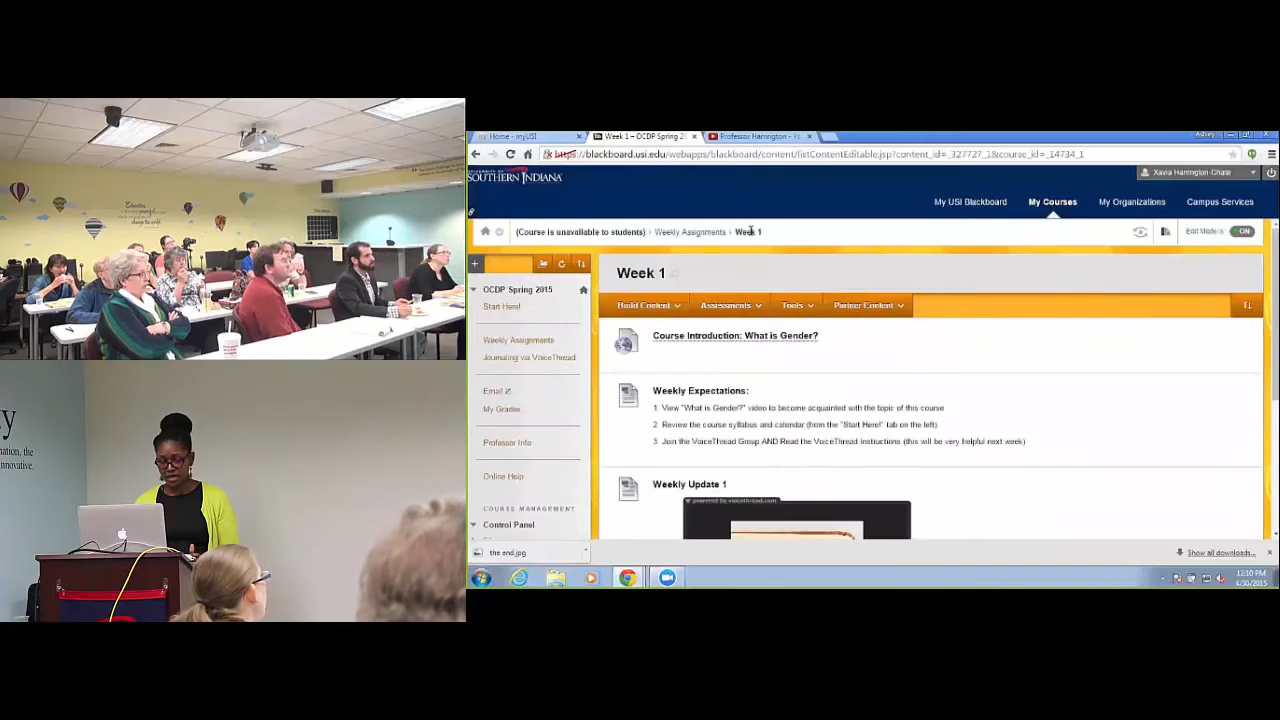 Home - myUSI
Week 1 – OCDP Spring 2
Professor Harrington - 
https://blackboard.usi.edu/webapps/blackboard/content/listContentEditable.jsp?content_id=_327727_1&course_id=_14734_1
SOUTHERN INDIANA
Xavia Harrington-Chate
My USI Blackboard
My Courses
My Organizations
Campus Services
(Course is unavailable to students) › Weekly Assignments › Week 1
Edit Mode is: ON
OCDP Spring 2015
Start Here!
Weekly Assignments
Journaling via VoiceThread
Email
My Grades
Professor Info
Online Help
COURSE MANAGEMENT
Control Panel
Week 1
Build Content
Assessments
Tools
Partner Content
Course Introduction: What is Gender?
Weekly Expectations:
1. View "What is Gender?" video to become acquainted with the topic of this course
2. Review the course syllabus and calendar (from the "Start Here!" tab on the left)
3. Join the VoiceThread Group AND Read the VoiceThread Instructions (this will be very helpful next week)
Weekly Update 1
powered by voicethread.com
the end.jpg
Show all downloads...
12:10 PM
4/30/2015
innovative.